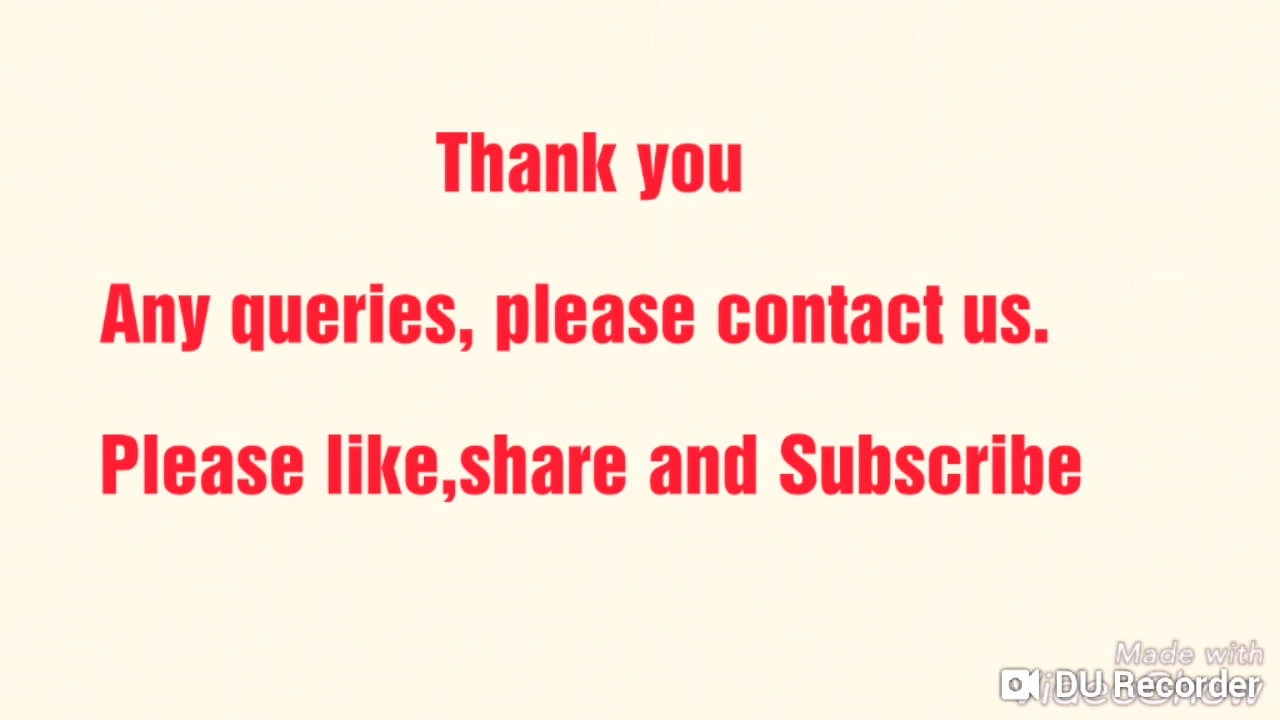 Thank you
Any queries, please contact us.
Please like,share and Subscribe
Made with
DU Recorder